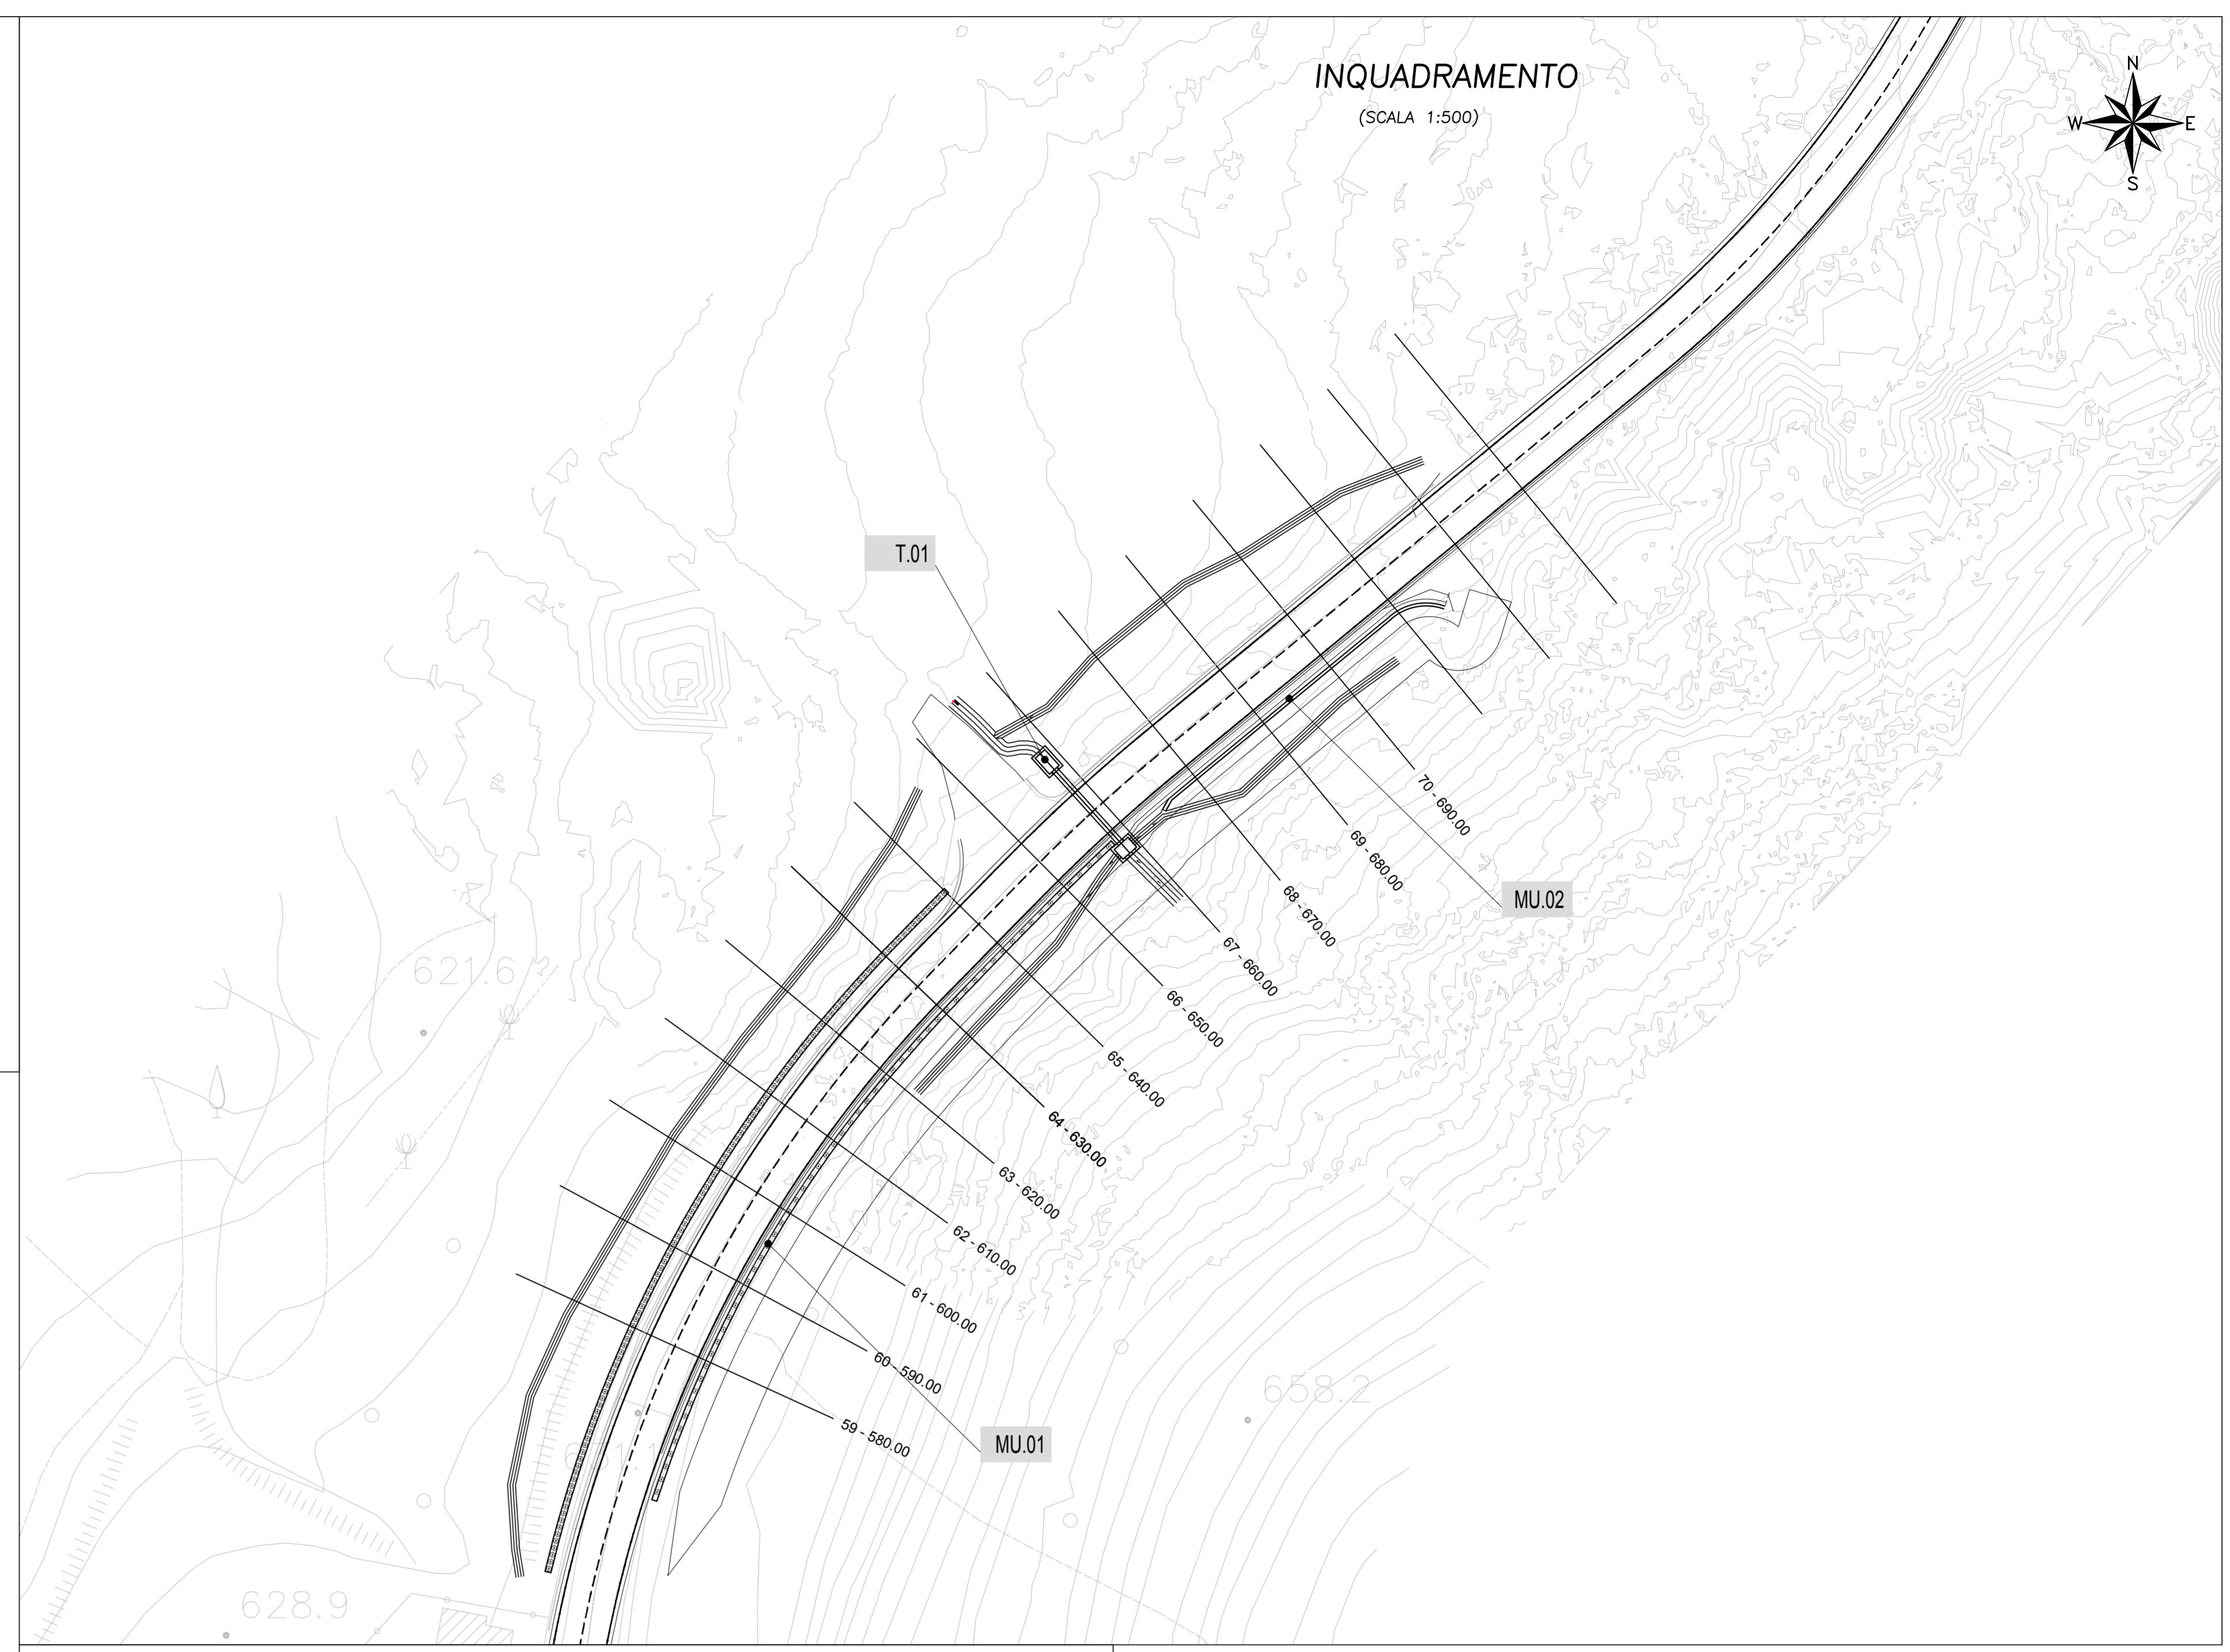 INQUADRAMENTO
(SCALA 1:500)
N
W
E
S
T.01
70 - 690.00
69 - 680.00
MU.02
68 - 670.00
67 - 660.00
621.6
66 - 650.00
65 - 640.00
64 - 630.00
63 - 620.00
62 - 610.00
61 - 600.00
60 - 590.00
658.2
59 - 580.00
MU.01
628.9